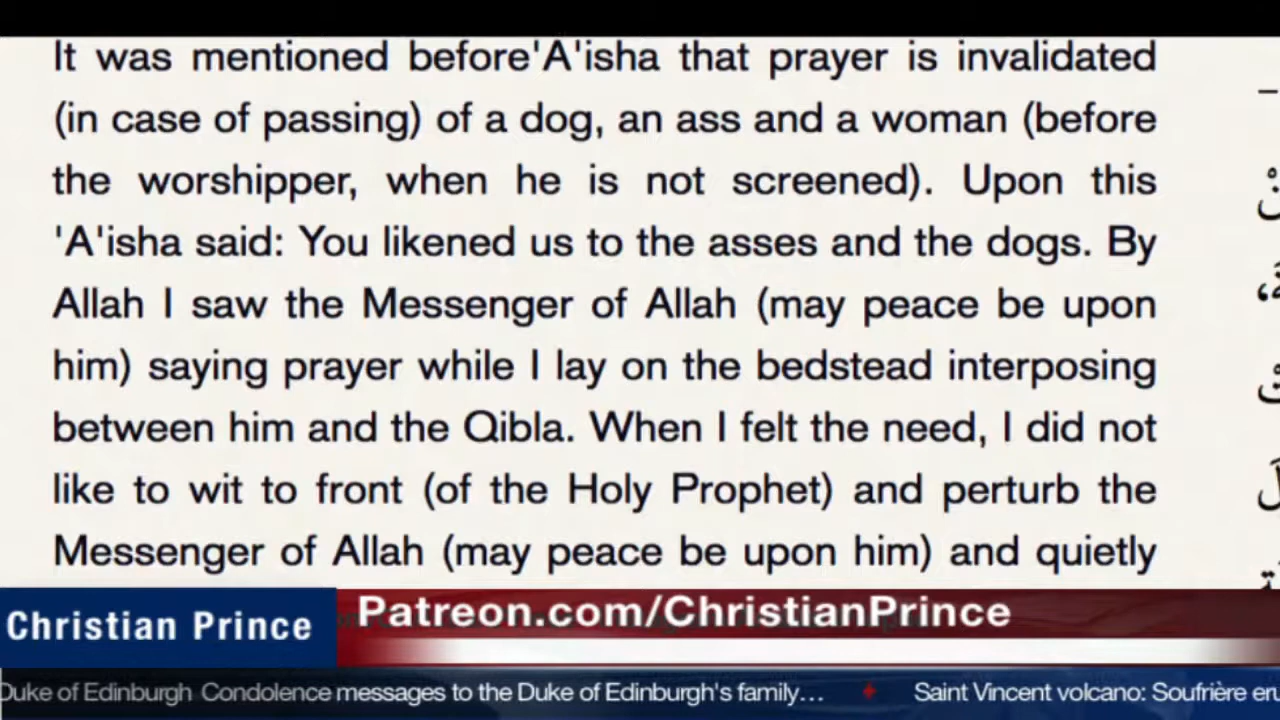 It was mentioned before'A'isha that prayer is invalidated
(in case of passing) of a dog, an ass and a woman (before
the worshipper, when he is not screened). Upon this
'A'isha said: You likened us to the asses and the dogs. By
Allah I saw the Messenger of Allah (may peace be upon
him) saying prayer while I lay on the bedstead interposing
between him and the Qibla. When I felt the need, I did not
like to wit to front (of the Holy Prophet) and perturb the
Messenger of Allah (may peace be upon him) and quietly
Christian Prince
Patreon.com/ChristianPrince
Duke of Edinburgh Condolence messages to the Duke of Edinburgh's family... Saint Vincent volcano: Soufrière